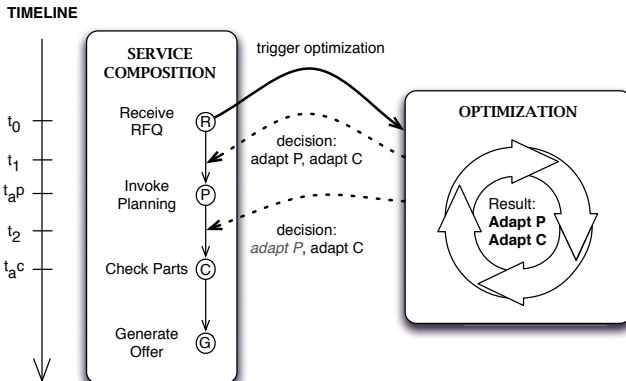 TIMELINE
SERVICE
COMPOSITION
trigger optimization
Receive
RFQ
R
OPTIMIZATION
t0
decision:
adapt P, adapt C
t1
Invoke
Planning
P
tap
Result:
Adapt P
Adapt C
t2
decision:
adapt P, adapt C
tac
Check Parts
C
Generate
Offer
G